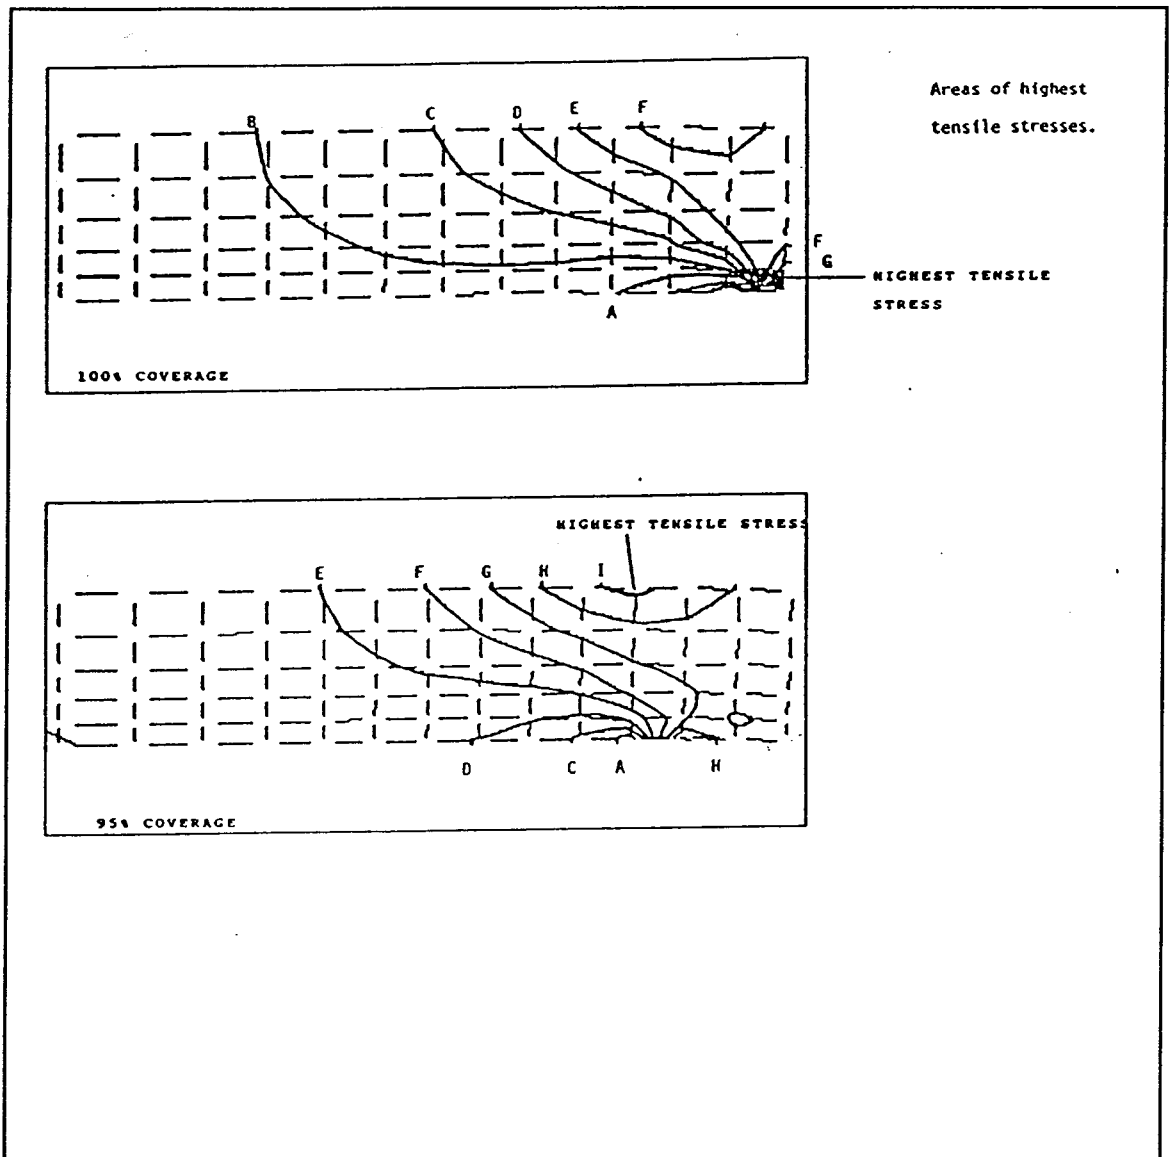 Areas of highest
tensile stresses.
B C D E F
F
G
HIGHEST TENSILE
STRESS
A
100% COVERAGE
HIGHEST TENSILE STRESS
E F G H I
D C A H
95% COVERAGE